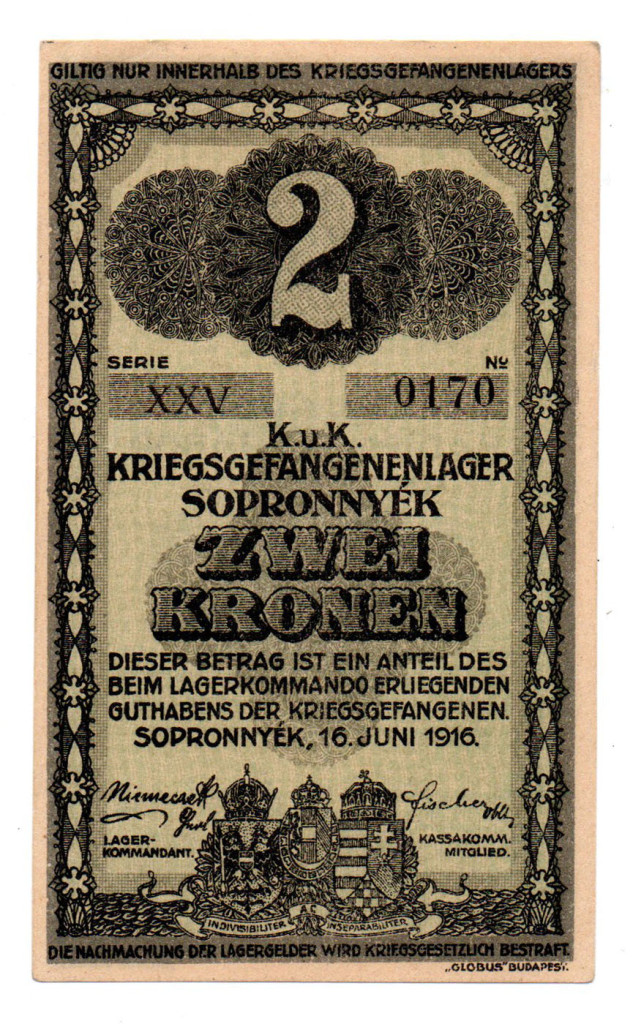 GILTIG NUR INNERHALB DES KRIEGSGEFANGENENLAGERS
2
SERIE Nº
XXV 0170
K.u.K.
KRIEGSGEFANGENENLAGER
SOPRONNYÉK
ZWEI
KRONEN
DIESER BETRAG IST EIN ANTEIL DES
BEIM LAGERKOMMANDO ERLIEGENDEN
GUTHABENS DER KRIEGSGEFANGENEN.
SOPRONNYÉK, 16. JUNI 1916.
Fischer
LAGER-
KOMMANDANT.
KASSAKOMM.
MITGLIED.
INDIVISIBILITER AC INSEPARABILITER
DIE NACHMACHUNG DER LAGERGELDER WIRD KRIEGSGESETZLICH BESTRAFT.
„GLOBUS" BUDAPEST.